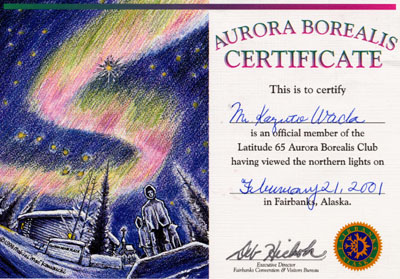 AURORA BOREALIS
CERTIFICATE
This is to certify
Mr. Kazuto Wada
is an official member of the
Latitude 65 Aurora Borealis Club
having viewed the northern lights on
February 21, 2001
in Fairbanks, Alaska.
Executive Director
Fairbanks Convention & Visitors Bureau